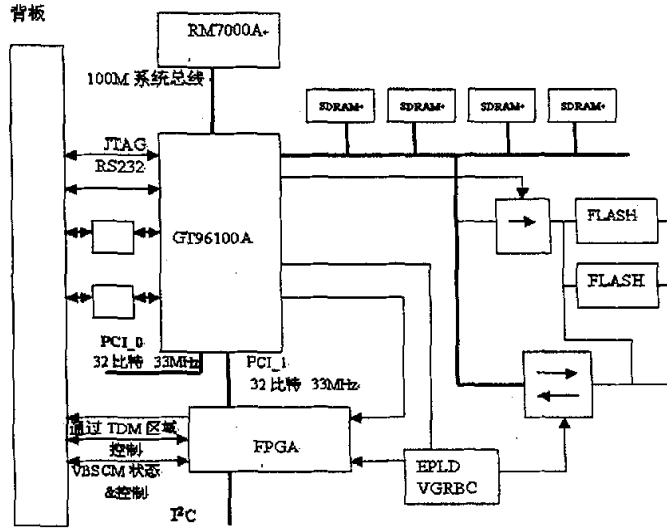 背板
RM7000A+
100M 系统总线
SDRAM+ SDRAM+ SDRAM+ SDRAM+
JTAG
RS232
GT96100A
FLASH
FLASH
PCI_0
32 比特 33MHz
PCI_1
32 比特 33MHz
通过 TDM 区域
控制
FPGA
VBSCM 状态
&控制
EPLD
VGRBC
I²C